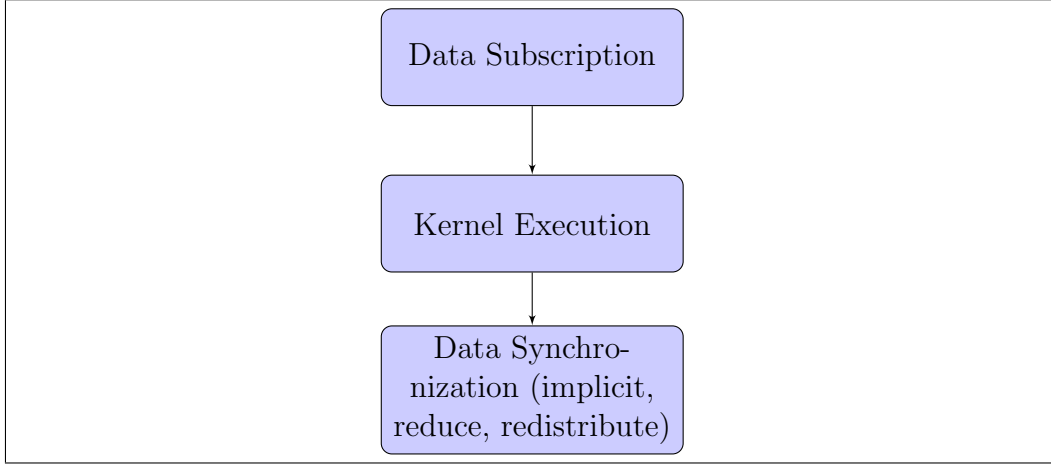 Data Subscription
Kernel Execution
Data Synchro-
nization (implicit,
reduce, redistribute)